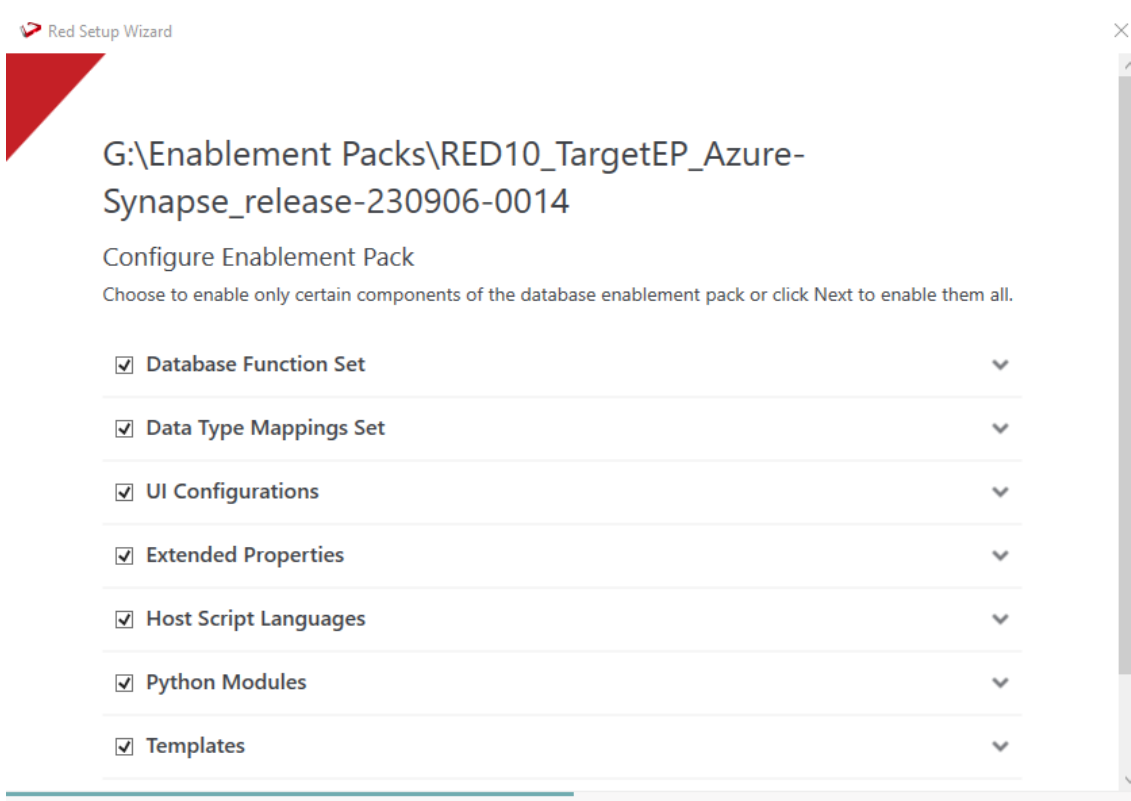 Red Setup Wizard
G:\Enablement Packs\RED10_TargetEP_Azure-
Synapse_release-230906-0014
Configure Enablement Pack
Choose to enable only certain components of the database enablement pack or click Next to enable them all.
Database Function Set
Data Type Mappings Set
UI Configurations
Extended Properties
Host Script Languages
Python Modules
Templates